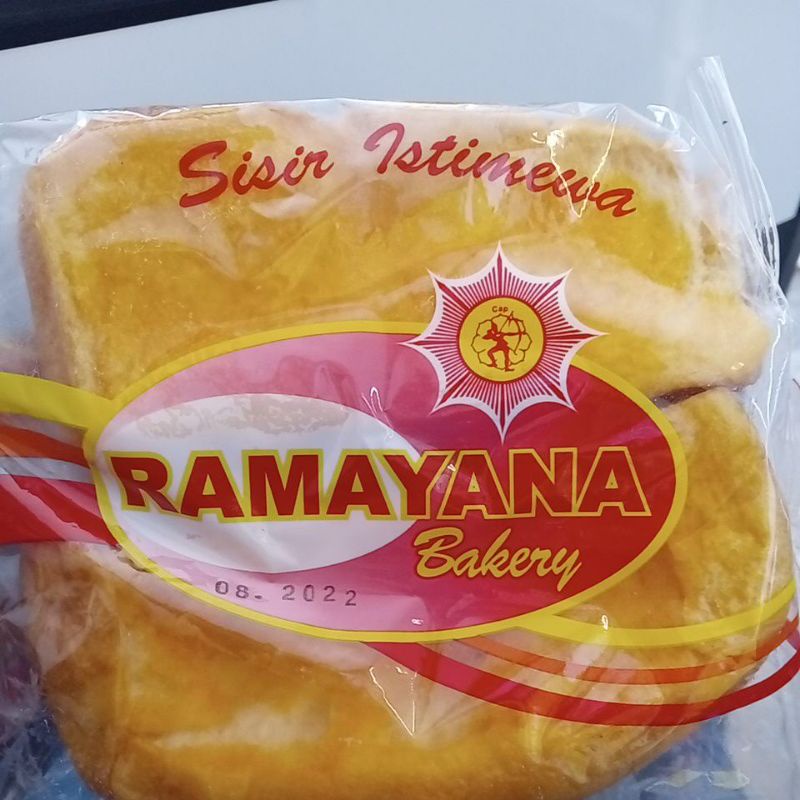 Sisir Istimewa
Cap
RAMAYANA
Bakery
08. 2022